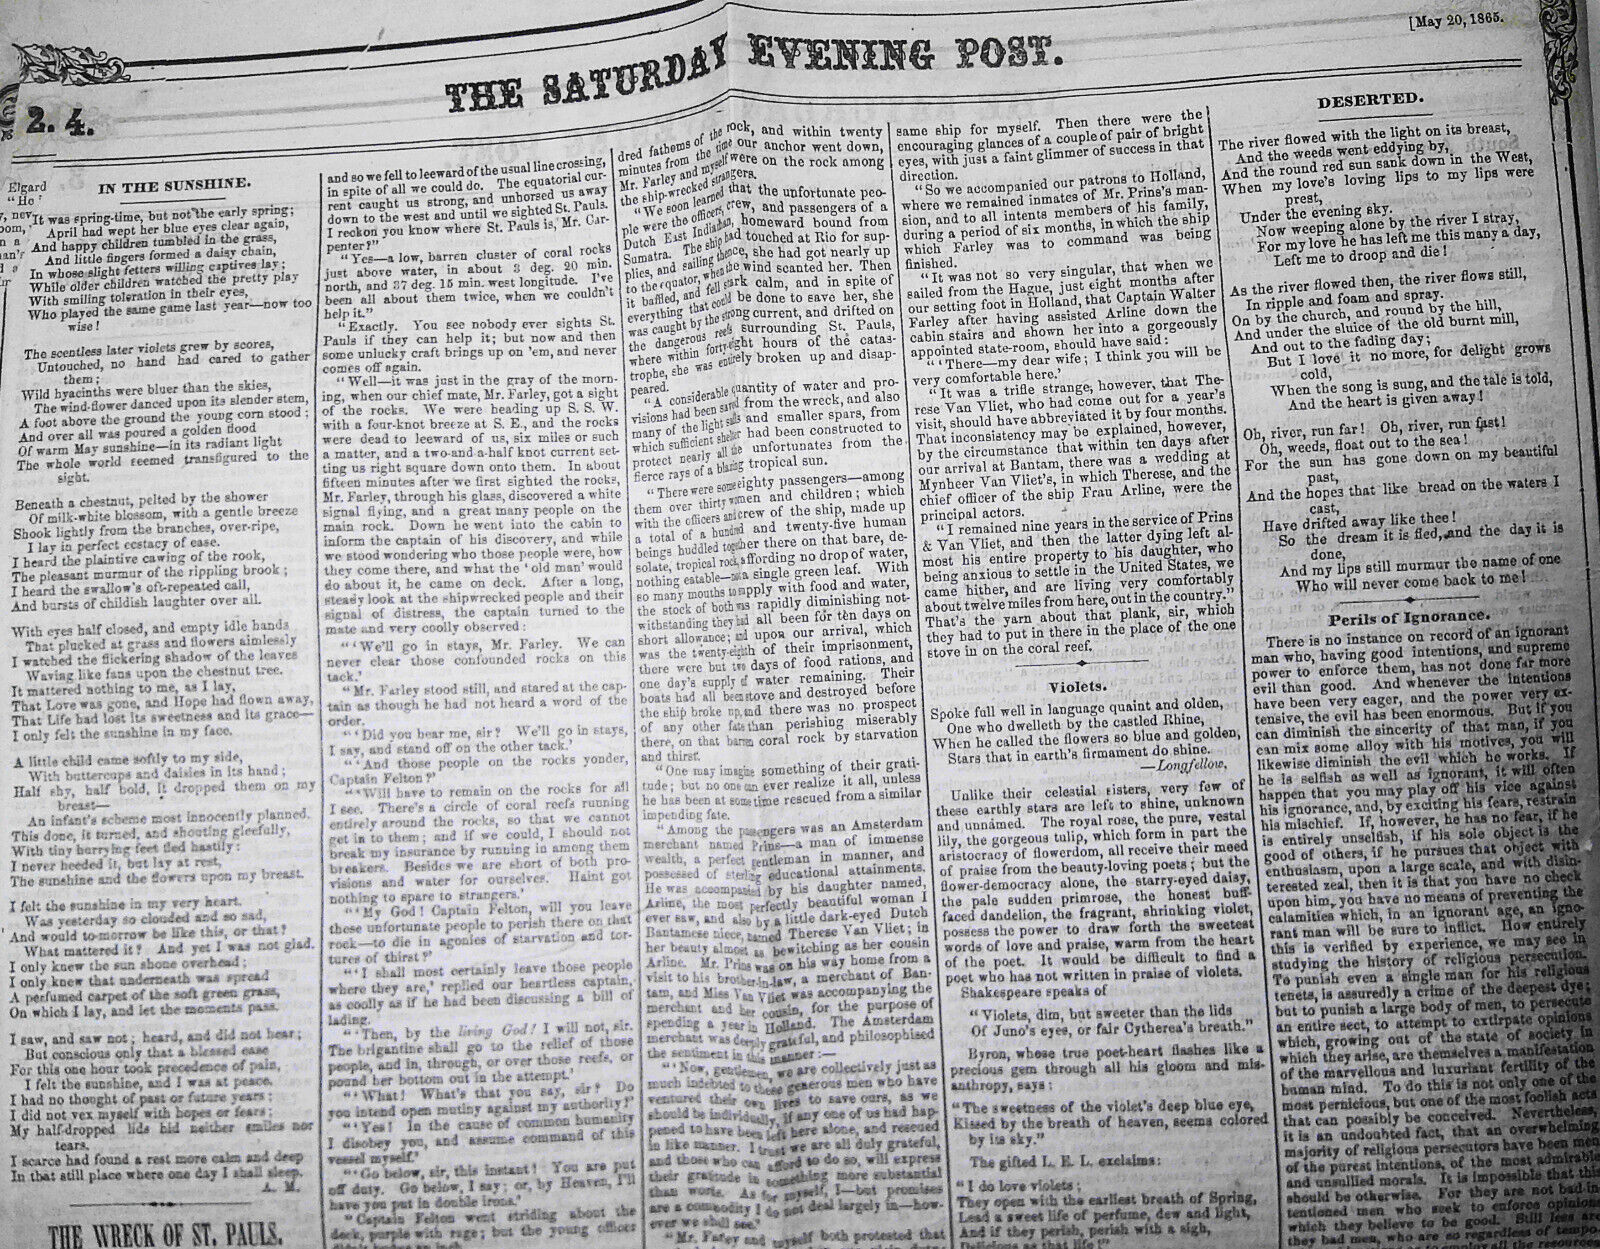 [May 20, 1865.
THE SATURDAY EVENING POST.
2. 4.
Elgard
"He
IN THE SUNSHINE.
It was spring-time, but not the early spring;
April had wept her blue eyes clear again,
And happy children tumbled in the grass,
And little fingers formed a daisy chain,
In whose slight fetters willing captives lay;
While older children watched the pretty play
With smiling toleration in their eyes,
Who played the same game last year—now too
wise!
The scentless later violets grew by scores,
Untouched, no hand had cared to gather
them;
Wild hyacinths were bluer than the skies,
The wind-flower danced upon its slender stem,
A foot above the ground the young corn stood;
And over all was poured a golden flood
Of warm May sunshine—in its radiant light
The whole world seemed transfigured to the
sight.
Beneath a chestnut, pelted by the shower
Of milk-white blossom, with a gentle breeze
Shook lightly from the branches, over-ripe,
I lay in perfect ecstacy of ease.
I heard the plaintive cawing of the rook,
The pleasant murmur of the rippling brook;
I heard the swallow's oft-repeated call,
And bursts of childish laughter over all.
With eyes half closed, and empty idle hands
That plucked at grass and flowers aimlessly
I watched the flickering shadow of the leaves
Waving like fans upon the chestnut tree.
It mattered nothing to me, as I lay,
That Love was gone, and Hope had flown away,
That Life had lost its sweetness and its grace—
I only felt the sunshine in my face.
A little child came softly to my side,
With buttercups and daisies in its hand;
Half shy, half bold, it dropped them on my
breast—
An infant's scheme most innocently planned.
This done, it turned, and shouting gleefully,
With tiny hurrying feet fled hastily:
I never heeded it, but lay at rest,
The sunshine and the flowers upon my breast.
I felt the sunshine in my very heart.
Was yesterday so clouded and so sad,
And would to-morrow be like this, or that?
What mattered it? And yet I was not glad.
I only knew the sun shone overhead;
I only knew that underneath was spread
A perfumed carpet of the soft green grass,
On which I lay, and let the moments pass.
I saw, and saw not; heard, and did not hear;
But conscious only that a blessed ease
For this one hour took precedence of pain,
I felt the sunshine, and I was at peace.
I had no thought of past or future years;
I did not vex myself with hopes or fears;
My half-dropped lids bid neither smiles nor
tears.
I scarce had found a rest more calm and deep
In that still place where one day I shall sleep.
A. M.
THE WRECK OF ST. PAULS.
and so we fell to leeward of the usual line crossing,
in spite of all we could do. The equatorial cur-
rent caught us strong, and unhorsed us away
down to the west and until we sighted St. Pauls.
I reckon you know where St. Pauls is, Mr. Car-
penter?"
"Yes—a low, barren cluster of coral rocks
just above water, in about 3 deg. 20 min.
north, and 37 deg. 15 min. west longitude. I've
been all about them twice, when we couldn't
help it."
"Exactly. You see nobody ever sights St.
Pauls if they can help it; but now and then
some unlucky craft brings up on 'em, and never
comes off again.
"Well—it was just in the gray of the morn-
ing, when our chief mate, Mr. Farley, got a sight
of the rocks. We were heading up S. S. W.
with a four-knot breeze at S. E., and the rocks
were dead to leeward of us, six miles or such
a matter, and a two-and-a-half knot current set-
ting us right square down onto them. In about
fifteen minutes after we first sighted the rocks,
Mr. Farley, through his glass, discovered a white
signal flying, and a great many people on the
main rock. Down he went into the cabin to
inform the captain of his discovery, and while
we stood wondering who those people were, how
they come there, and what the 'old man' would
do about it, he came on deck. After a long,
steady look at the shipwrecked people and their
signal of distress, the captain turned to the
mate and very coolly observed:
"'We'll go in stays, Mr. Farley. We can
never clear those confounded rocks on this
tack.'
"Mr. Farley stood still, and stared at the cap-
tain as though he had not heard a word of the
order.
"'Did you hear me, sir? We'll go in stays,
I say, and stand off on the other tack.'
"'And those people on the rocks yonder,
Captain Felton?'
"'Will have to remain on the rocks for all
I see. There's a circle of coral reefs running
entirely around the rocks, so that we cannot
get in to them; and if we could, I should not
break my insurance by running in among them
breakers. Besides we are short of both pro-
visions and water for ourselves. Haint got
nothing to spare to strangers.'
"'My God! Captain Felton, will you leave
these unfortunate people to perish there on that
rock—to die in agonies of starvation and tor-
tures of thirst?'
"'I shall most certainly leave those people
where they are,' replied our heartless captain,
as coolly as if he had been discussing a bill of
lading.
"'Then, by the living God! I will not, sir.
The brigantine shall go to the relief of those
people, and in, through, or over those reefs, or
pound her bottom out in the attempt.'
"'What! What's that you say, sir? Do
you intend open mutiny against my authority?'
"'Yes! In the cause of common humanity
I disobey you, and assume command of this
vessel myself.'
"'Go below, sir, this instant! You are put
off duty. Go below, I say; or, by Heaven, I'll
have you put in double irons.'
"Captain Felton went striding about the
deck, purple with rage; but the young officer
dred fathoms of the rock, and within twenty
minutes from the time our anchor went down,
Mr. Farley and myself were on the rock among
the ship-wrecked strangers.
"We soon learned that the unfortunate peo-
ple were the officers, crew, and passengers of a
Dutch East Indiaman, homeward bound from
Sumatra. The ship had touched at Rio for sup-
plies, and sailing thence, she had got nearly up
to the equator, when the wind scanted her. Then
it baffled, and fell stark calm, and in spite of
everything that could be done to save her, she
was caught by the strong current, and drifted on
the dangerous reefs surrounding St. Pauls,
where within forty-eight hours of the catas-
trophe, she was entirely broken up and disap-
peared.
"A considerable quantity of water and pro-
visions had been saved from the wreck, and also
many of the light sails and smaller spars, from
which sufficient shelter had been constructed to
protect nearly all the unfortunates from the
fierce rays of a blazing tropical sun.
"There were some eighty passengers—among
them over thirty women and children; which
with the officers and crew of the ship, made up
a total of a hundred and twenty-five human
beings huddled together there on that bare, de-
solate, tropical rock, affording no drop of water,
nothing eatable—not a single green leaf. With
so many mouths to supply with food and water,
the stock of both was rapidly diminishing not-
withstanding they had all been for ten days on
short allowance; and upon our arrival, which
was the twenty-eighth of their imprisonment,
there were but two days of food rations, and
one day's supply of water remaining. Their
boats had all been stove and destroyed before
the ship broke up, and there was no prospect
of any other fate than perishing miserably
there, on that barren coral rock by starvation
and thirst.
"One may imagine something of their grati-
tude; but no one can ever realize it all, unless
he has been at some time rescued from a similar
impending fate.
"Among the passengers was an Amsterdam
merchant named Prins—a man of immense
wealth, a perfect gentleman in manner, and
possessed of sterling educational attainments.
He was accompanied by his daughter named,
Arline, the most perfectly beautiful woman I
ever saw, and also by a little dark-eyed Dutch
Bantamese niece, named Therese Van Vliet; in
her beauty almost as bewitching as her cousin
Arline. Mr. Prins was on his way home from a
visit to his brother-in-law, a merchant of Ban-
tam, and Miss Van Vliet was accompanying the
merchant and her cousin, for the purpose of
spending a year in Holland. The Amsterdam
merchant was deeply grateful, and philosophised
the sentiment in this manner:—
"'Now, gentlemen, we are collectively just as
much indebted to these generous men who have
ventured their own lives to save ours, as we
should be individually, if any one of us had hap-
pened to have been left here alone, and rescued
in like manner. I trust we are all duly grateful,
and those who can afford to do so, will express
their gratitude in something more substantial
than words. As for myself, I—but promises
are a commodity I do not deal largely in—how-
ever we shall see.'
"Mr. Farley and myself both protested that
same ship for myself. Then there were the
encouraging glances of a couple of pair of bright
eyes, with just a faint glimmer of success in that
direction.
"So we accompanied our patrons to Holland,
where we remained inmates of Mr. Prins's man-
sion, and to all intents members of his family,
during a period of six months, in which the ship
which Farley was to command was being
finished.
"It was not so very singular, that when we
sailed from the Hague, just eight months after
our setting foot in Holland, that Captain Walter
Farley after having assisted Arline down the
cabin stairs and shown her into a gorgeously
appointed state-room, should have said:
"'There—my dear wife; I think you will be
very comfortable here.'
"It was a trifle strange, however, that The-
rese Van Vliet, who had come out for a year's
visit, should have abbreviated it by four months.
That inconsistency may be explained, however,
by the circumstance that within ten days after
our arrival at Bantam, there was a wedding at
Mynheer Van Vliet's, in which Therese, and the
chief officer of the ship Frau Arline, were the
principal actors.
"I remained nine years in the service of Prins
& Van Vliet, and then the latter dying left al-
most his entire property to his daughter, who
being anxious to settle in the United States, we
came hither, and are living very comfortably
about twelve miles from here, out in the country."
That's the yarn about that plank, sir, which
they had to put in there in the place of the one
stove in on the coral reef.
Violets.
Spoke full well in language quaint and olden,
One who dwelleth by the castled Rhine,
When he called the flowers so blue and golden,
Stars that in earth's firmament do shine.
—Longfellow,
Unlike their celestial sisters, very few of
these earthly stars are left to shine, unknown
and unnamed. The royal rose, the pure, vestal
lily, the gorgeous tulip, which form in part the
aristocracy of flowerdom, all receive their meed
of praise from the beauty-loving poets; but the
flower-democracy alone, the starry-eyed daisy,
the pale sudden primrose, the honest buff-
faced dandelion, the fragrant, shrinking violet,
possess the power to draw forth the sweetest
words of love and praise, warm from the heart
of the poet. It would be difficult to find a
poet who has not written in praise of violets.
Shakespeare speaks of
"Violets, dim, but sweeter than the lids
Of Juno's eyes, or fair Cytherea's breath."
Byron, whose true poet-heart flashes like a
precious gem through all his gloom and mis-
anthropy, says:
"The sweetness of the violet's deep blue eye,
Kissed by the breath of heaven, seems colored
by its sky."
The gifted L. E. L. exclaims:
"I do love violets;
They open with the earliest breath of Spring,
Lead a sweet life of perfume, dew and light,
And if they perish, perish with a sigh,
Delicious as that life!"
DESERTED.
The river flowed with the light on its breast,
And the weeds went eddying by,
And the round red sun sank down in the West,
When my love's loving lips to my lips were
prest,
Under the evening sky.
Now weeping alone by the river I stray,
For my love he has left me this many a day,
Left me to droop and die!
As the river flowed then, the river flows still,
In ripple and foam and spray.
On by the church, and round by the hill,
And under the sluice of the old burnt mill,
And out to the fading day;
But I love it no more, for delight grows
cold,
When the song is sung, and the tale is told,
And the heart is given away!
Oh, river, run far! Oh, river, run fast!
Oh, weeds, float out to the sea!
For the sun has gone down on my beautiful
past,
And the hopes that like bread on the waters I
cast,
Have drifted away like thee!
So the dream it is fled, and the day it is
done,
And my lips still murmur the name of one
Who will never come back to me!
Perils of Ignorance.
There is no instance on record of an ignorant
man who, having good intentions, and supreme
power to enforce them, has not done far more
evil than good. And whenever the intentions
have been very eager, and the power very ex-
tensive, the evil has been enormous. But if you
can diminish the sincerity of that man, if you
can mix some alloy with his motives, you will
likewise diminish the evil which he works. If
he is selfish as well as ignorant, it will often
happen that you may play off his vice against
his ignorance, and, by exciting his fears, restrain
his mischief. If, however, he has no fear, if he
is entirely unselfish, if his sole object is the
good of others, if he pursues that object with
enthusiasm, upon a large scale, and with disin-
terested zeal, then it is that you have no check
upon him, you have no means of preventing the
calamities which, in an ignorant age, an igno-
rant man will be sure to inflict. How entirely
this is verified by experience, we may see in
studying the history of religious persecution.
To punish even a single man for his religious
tenets, is assuredly a crime of the deepest dye;
but to punish a large body of men, to persecute
an entire sect, to attempt to extirpate opinions
which, growing out of the state of society in
which they arise, are themselves a manifestation
of the marvellous and luxuriant fertility of the
human mind. To do this is not only one of the
most pernicious, but one of the most foolish acts
that can possibly be conceived. Nevertheless,
it is an undoubted fact, that an overwhelming
majority of religious persecutors have been men
of the purest intentions, of the most admirable
and unsullied morals. It is impossible that this
should be otherwise. For they are not bad-in-
tentioned men who seek to enforce opinions
which they believe to be good. Still less are
they bad men, who are so regardless of tempo-